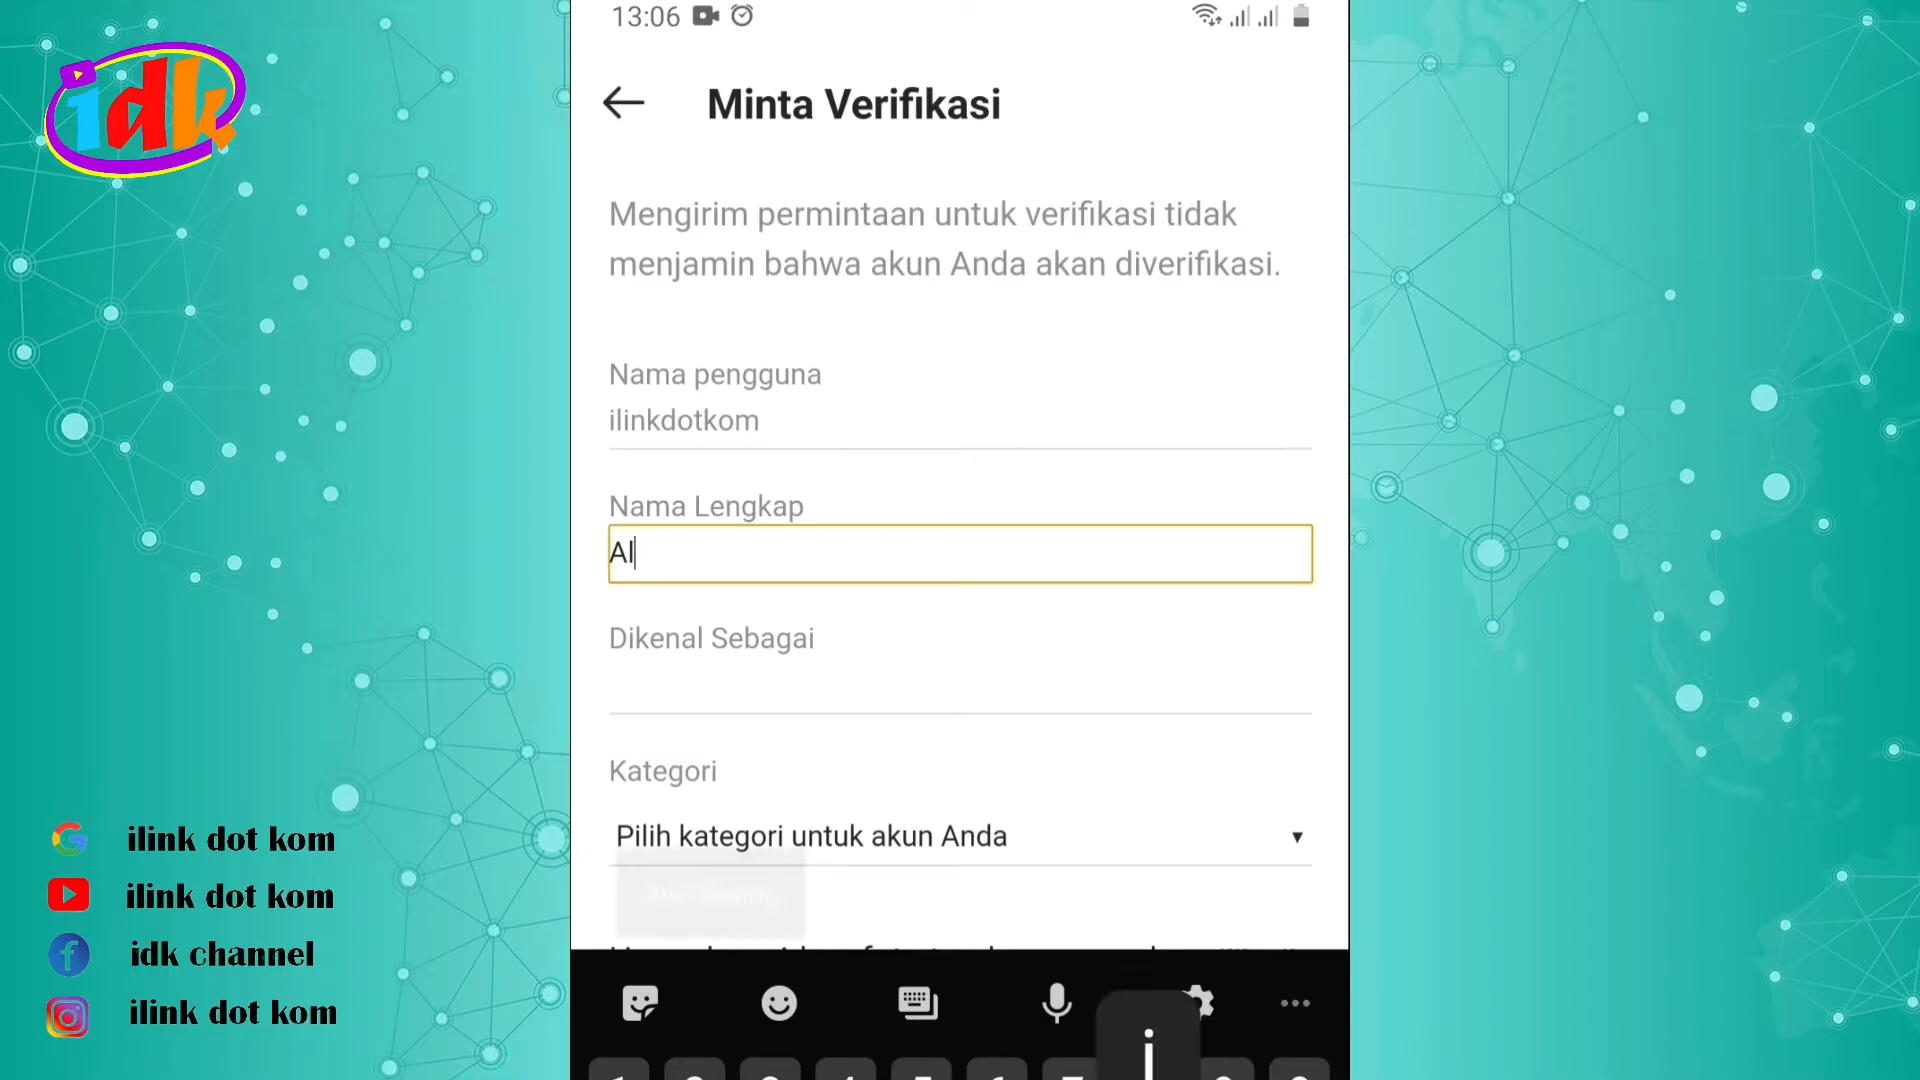 13:06
idk
Minta Verifikasi
Mengirim permintaan untuk verifikasi tidak
menjamin bahwa akun Anda akan diverifikasi.
Nama pengguna
ilinkdotkom
Nama Lengkap
Al
Dikenal Sebagai
Kategori
Pilih kategori untuk akun Anda
ilink dot kom
ilink dot kom
idk channel
ilink dot kom
i